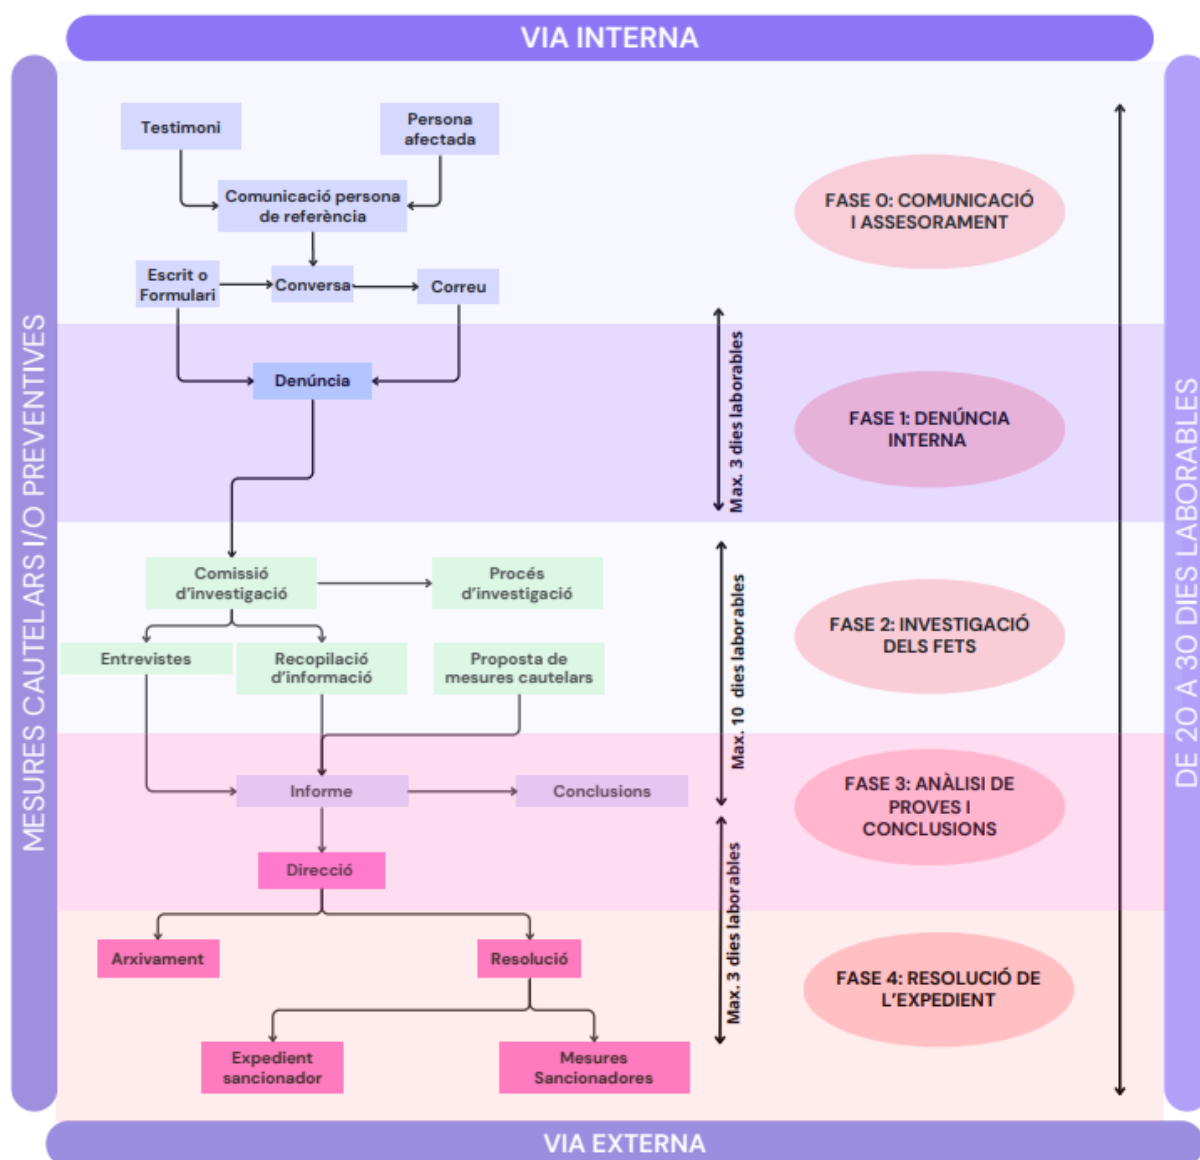 VIA INTERNA
MESURES CAUTELARS I/O PREVENTIVES
DE 20 A 30 DIES LABORABLES
Testimoni
Persona
afectada
Comunicació persona
de referència
FASE 0: COMUNICACIÓ
I ASSESORAMENT
Escrit o
Formulari
Conversa
Correu
Denúncia
Max. 3 dies laborables
FASE 1: DENÚNCIA
INTERNA
Comissió
d'investigació
Procés
d'investigació
Entrevistes
Recopilació
d'informació
Proposta de
mesures cautelars
Max. 10 dies laborables
FASE 2: INVESTIGACIÓ
DELS FETS
Informe
Conclusions
FASE 3: ANÀLISI DE
PROVES I
CONCLUSIONS
Direcció
Max. 3 dies laborables
Arxivament
Resolució
FASE 4: RESOLUCIÓ DE
L'EXPEDIENT
Expedient
sancionador
Mesures
Sancionadores
VIA EXTERNA